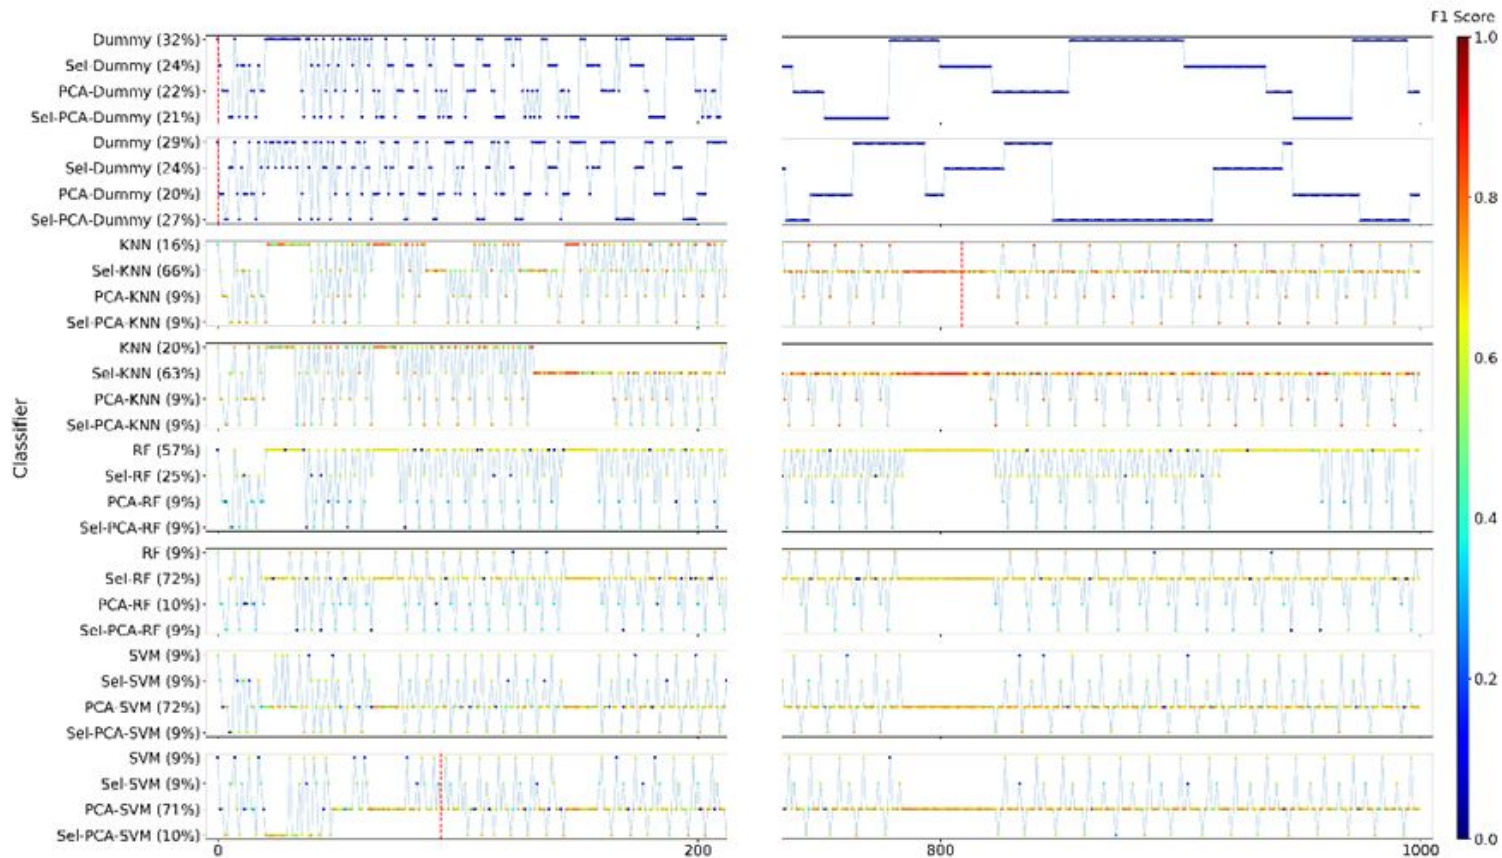 F1 Score
1.0
Dummy (32%)
Sel-Dummy (24%)
PCA-Dummy (22%)
Sel-PCA-Dummy (21%)
Dummy (29%)
Sel-Dummy (24%)
PCA-Dummy (20%)
Sel-PCA-Dummy (27%)
0.8
KNN (16%)
Sel-KNN (66%)
PCA-KNN (9%)
Sel-PCA-KNN (9%)
KNN (20%)
0.6
Sel-KNN (63%)
PCA-KNN (9%)
Sel-PCA-KNN (9%)
Classifier
RF (57%)
Sel-RF (25%)
PCA-RF (9%)
0.4
Sel-PCA-RF (9%)
RF (9%)
Sel-RF (72%)
PCA-RF (10%)
Sel-PCA-RF (9%)
SVM (9%)
0.2
Sel-SVM (9%)
PCA-SVM (72%)
Sel-PCA-SVM (9%)
SVM (9%)
Sel-SVM (9%)
PCA-SVM (71%)
Sel-PCA-SVM (10%)
0.0
0
200
800
1000